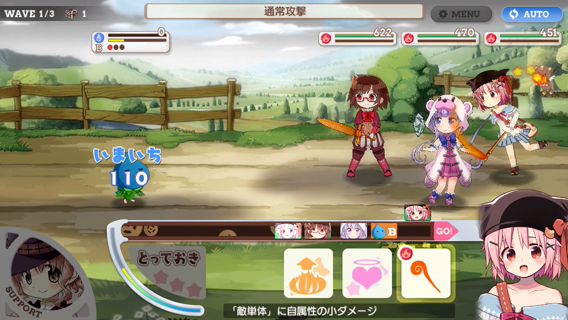 WAVE 1/3 1
通常攻撃
MENU
AUTO
B 0
622
470
451
いまいち
110
B GO!
とっておき
SUPPORT
「敵単体」に自属性の小ダメージ